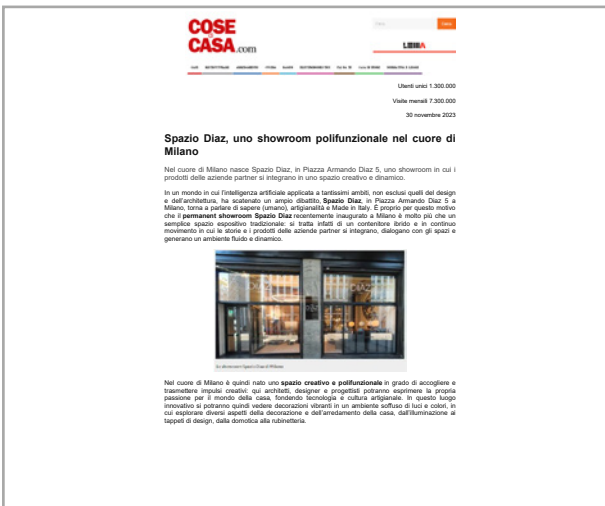 COSE
CASA.com
Utenti unici 1.300.000
Visite mensili 7.300.000
30 novembre 2023
Spazio Diaz, uno showroom polifunzionale nel cuore di
Milano
Nel cuore di Milano nasce Spazio Diaz, in Piazza Armando Diaz 5, uno showroom in cui i
prodotti delle aziende partner si integrano in uno spazio creativo e dinamico.
In un mondo in cui l'intelligenza artificiale applicata a tantissimi ambiti, non esclusi quelli del design
e dell'architettura, ha scatenato un ampio dibattito, Spazio Diaz, in Piazza Armando Diaz 5 a
Milano, torna a parlare di sapere (umano), artigianalità e Made in Italy. È proprio per questo motivo
che il permanent showroom Spazio Diaz recentemente inaugurato a Milano è molto più che un
semplice spazio espositivo tradizionale: si tratta infatti di un contenitore ibrido e in continuo
movimento in cui le storie e i prodotti delle aziende partner si integrano, dialogano con gli spazi e
generano un ambiente fluido e dinamico.
DIAZ
Nel cuore di Milano è quindi nato uno spazio creativo e polifunzionale in grado di accogliere e
trasmettere impulsi creativi: qui architetti, designer e progettisti potranno esprimere la propria
passione per il mondo della casa, fondendo tecnologia e cultura artigianale. In questo luogo
innovativo si potranno quindi vedere decorazioni vibranti in un ambiente soffuso di luci e colori, in
cui esplorare diversi aspetti della decorazione e dell'arredamento della casa, dall'illuminazione ai
tappeti di design, dalla domotica alla rubinetteria.